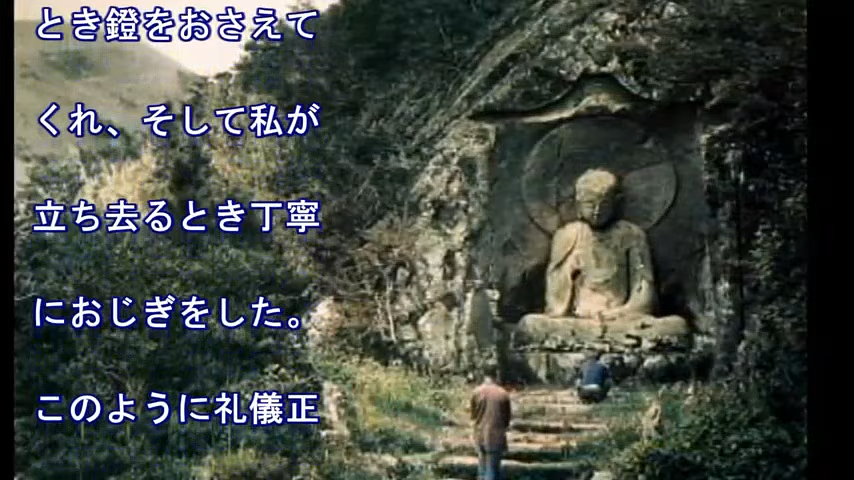 とき鐙をおさえて
くれ、そして私が
立ち去るとき丁寧
におじぎをした。
このように礼儀正